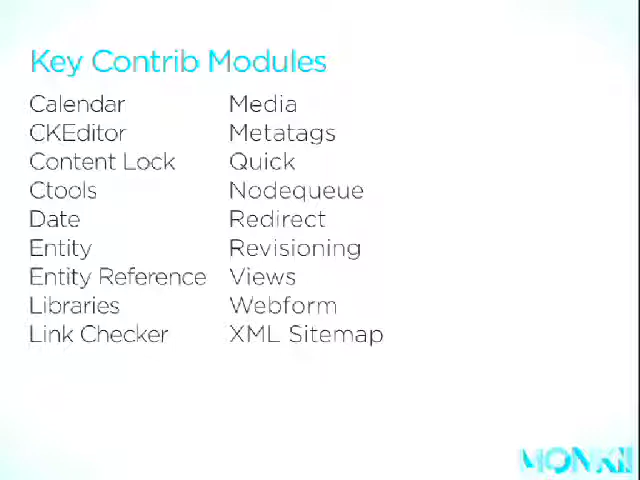 Key Contrib Modules
Calendar
CKEditor
Content Lock
Ctools
Date
Entity
Entity Reference
Libraries
Link Checker
Media
Metatags
Quick
Nodequeue
Redirect
Revisioning
Views
Webform
XML Sitemap